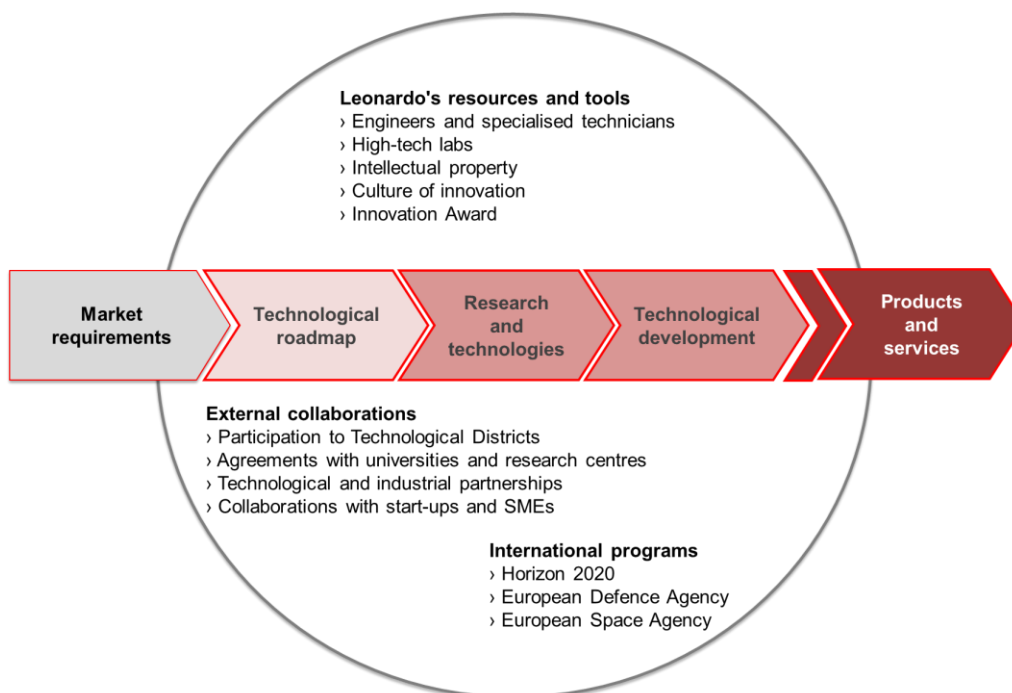 Leonardo's resources and tools
› Engineers and specialised technicians
› High-tech labs
› Intellectual property
› Culture of innovation
› Innovation Award
Market
requirements
Technological
roadmap
Research
and
technologies
Technological
development
Products
and
services
External collaborations
› Participation to Technological Districts
› Agreements with universities and research centres
› Technological and industrial partnerships
› Collaborations with start-ups and SMEs
International programs
› Horizon 2020
› European Defence Agency
› European Space Agency